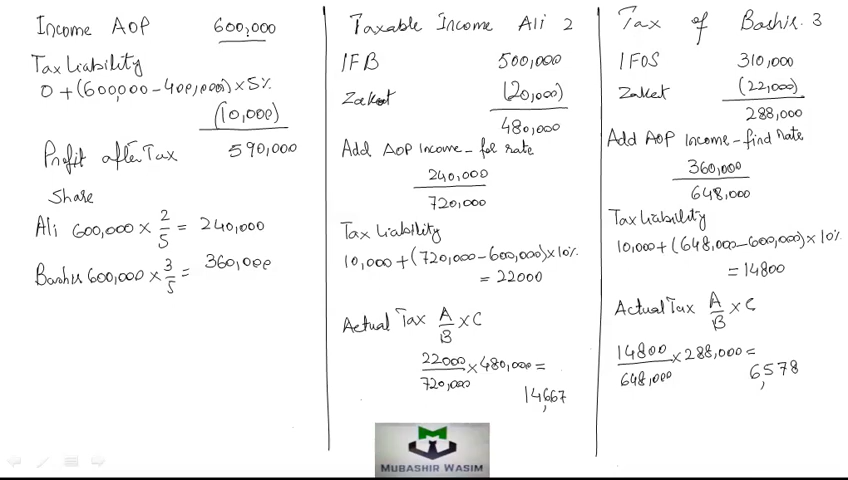 Income AOP 600,000
Tax Liability
0 + (600,000 - 400,000) × 5%
(10,000)
Profit after Tax 590,000
Share
Ali 600,000 × 2/5 = 240,000
Bashir 600,000 × 3/5 = 360,000
Taxable Income Ali 2
IFB 500,000
Zakat (20,000)
480,000
Add AOP Income - for rate
240,000
720,000
Tax Liability
10,000 + (720,000 - 600,000) × 10%
= 22000
Actual Tax A/B × C
22000/720,000 × 480,000 =
14,667
Tax of Bashir. 3
IFOS 310,000
Zakat (22,000)
288,000
Add AOP Income - find Rate
360,000
648,000
Tax Liability
10,000 + (648,000 - 600,000) × 10%
= 14800
Actual Tax A/B × C
14800/648,000 × 288,000 =
6,578
MUBASHIR WASIM